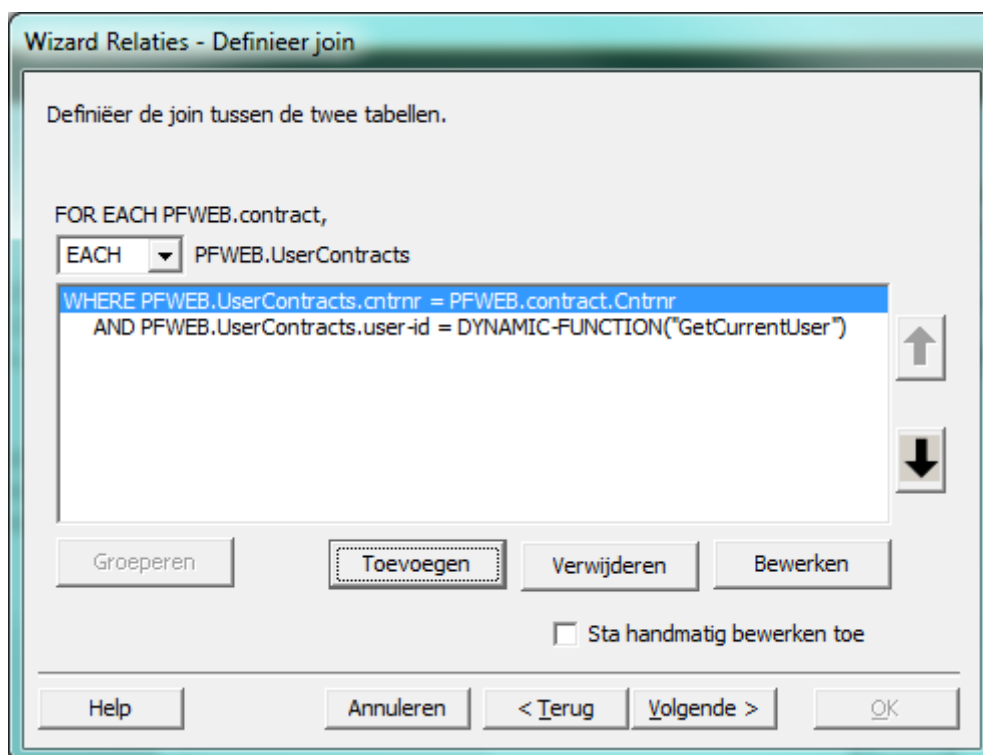 Wizard Relaties - Definieer join
Definiëer de join tussen de twee tabellen.
FOR EACH PFWEB.contract,
EACH PFWEB.UserContracts
WHERE PFWEB.UserContracts.cntrnr = PFWEB.contract.Cntrnr
AND PFWEB.UserContracts.user-id = DYNAMIC-FUNCTION("GetCurrentUser")
Groeperen Toevoegen Verwijderen Bewerken
Sta handmatig bewerken toe
Help Annuleren < Terug Volgende > OK